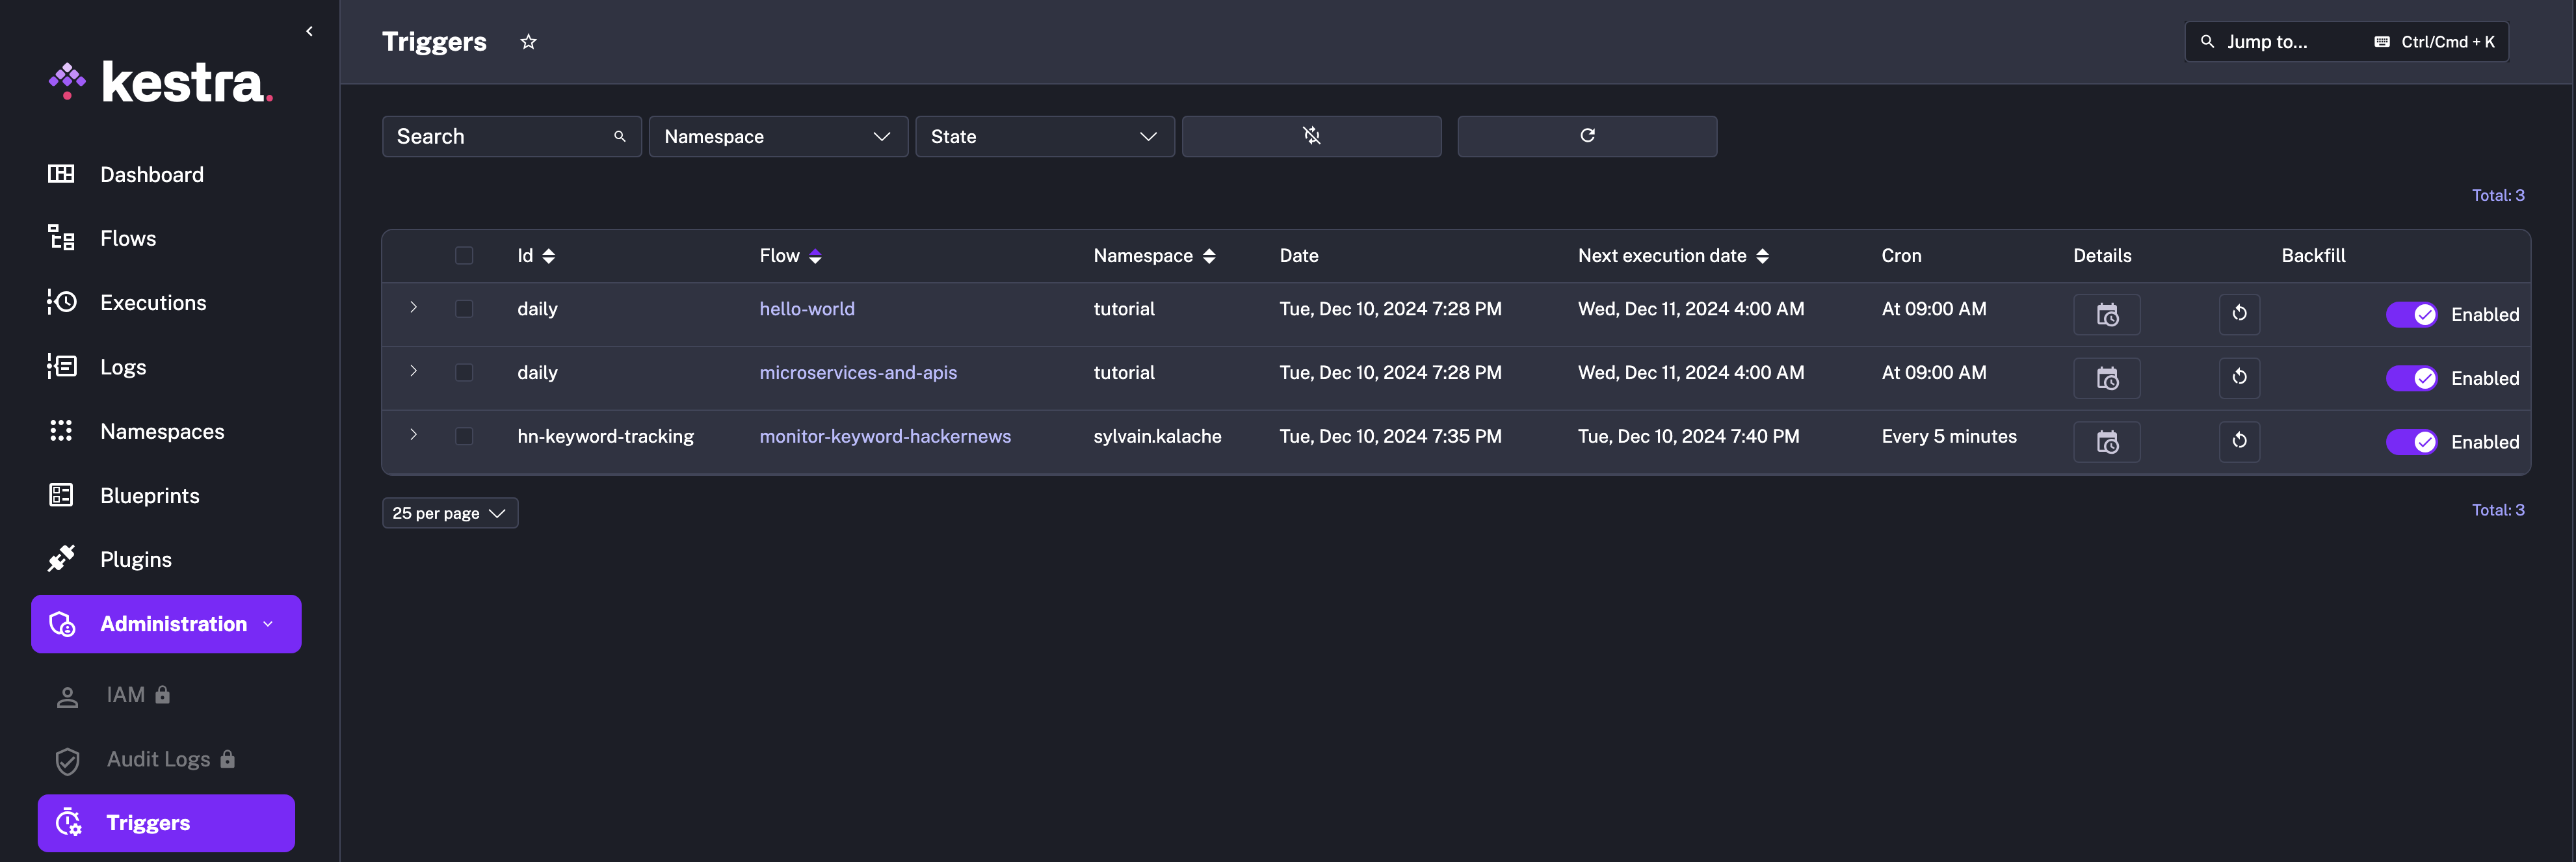 kestra.
Dashboard
Flows
Executions
Logs
Namespaces
Blueprints
Plugins
Administration
IAM
Audit Logs
Triggers
Triggers
Jump to... Ctrl/Cmd + K
Search Namespace State
Total: 3
Id Flow Namespace Date Next execution date Cron Details Backfill
daily hello-world tutorial Tue, Dec 10, 2024 7:28 PM Wed, Dec 11, 2024 4:00 AM At 09:00 AM Enabled
daily microservices-and-apis tutorial Tue, Dec 10, 2024 7:28 PM Wed, Dec 11, 2024 4:00 AM At 09:00 AM Enabled
hn-keyword-tracking monitor-keyword-hackernews sylvain.kalache Tue, Dec 10, 2024 7:35 PM Tue, Dec 10, 2024 7:40 PM Every 5 minutes Enabled
25 per page
Total: 3